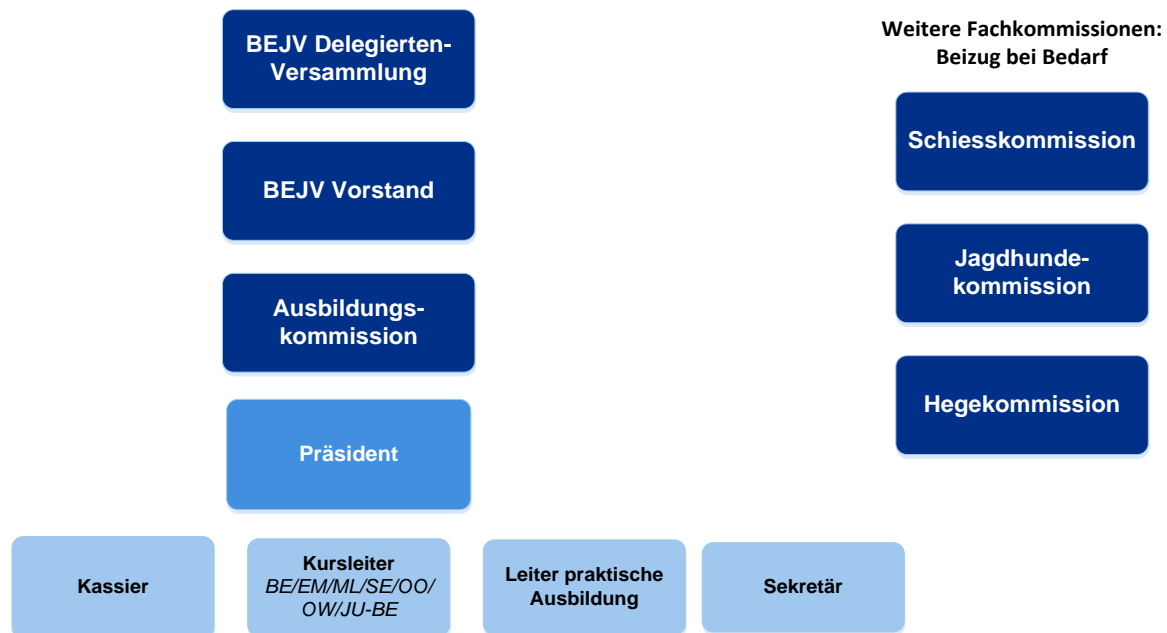 BEJV Delegierten-
Versammlung
BEJV Vorstand
Ausbildungs-
kommission
Präsident
Kassier
Kursleiter
BE/EM/ML/SE/OO/
OW/JU-BE
Leiter praktische
Ausbildung
Sekretär
Weitere Fachkommissionen:
Beizug bei Bedarf
Schiesskommission
Jagdhunde-
kommission
Hegekommission